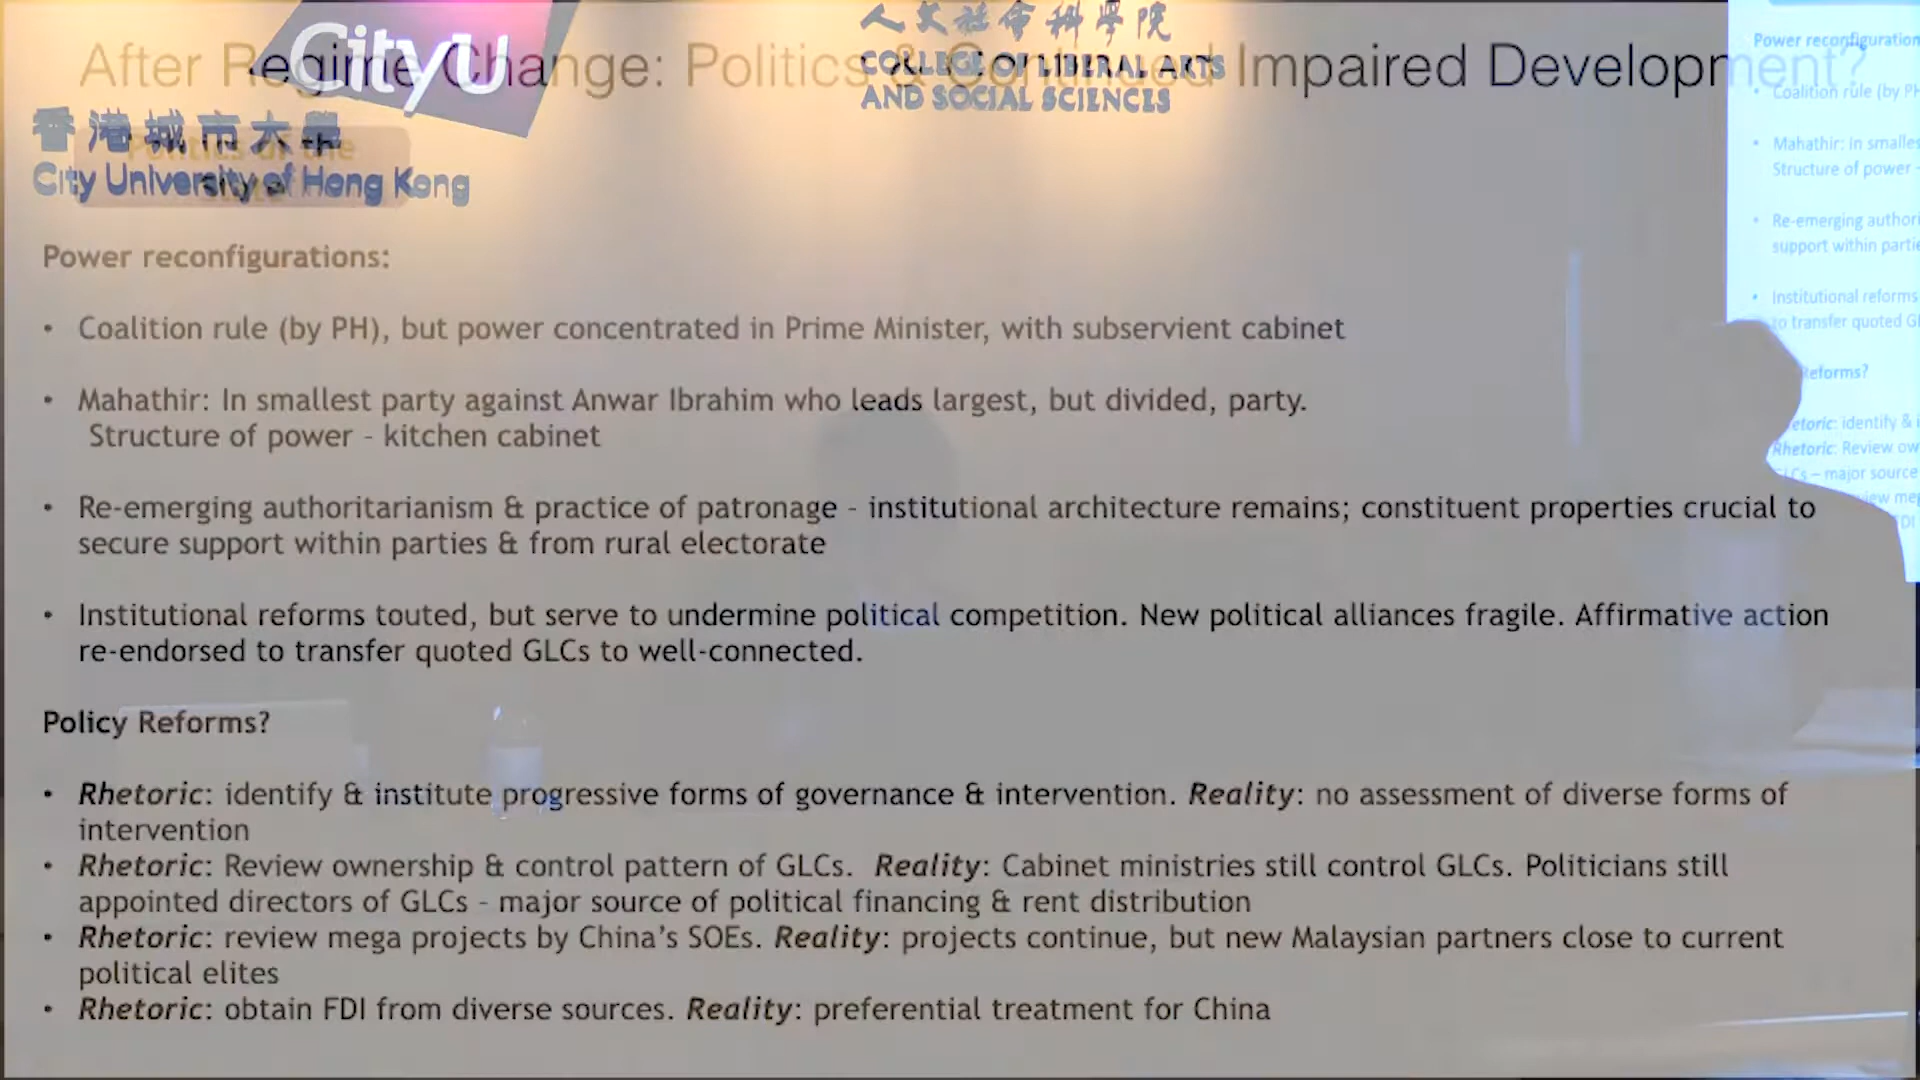 After Regime Change: Politics & Continued Impaired Development?
CityU
香港城市大學
City University of Hong Kong
人文社會科學院
COLLEGE OF LIBERAL ARTS
AND SOCIAL SCIENCES
Politics of the
State
Power reconfigurations:
• Coalition rule (by PH), but power concentrated in Prime Minister, with subservient cabinet
• Mahathir: In smallest party against Anwar Ibrahim who leads largest, but divided, party.
Structure of power - kitchen cabinet
• Re-emerging authoritarianism & practice of patronage - institutional architecture remains; constituent properties crucial to
secure support within parties & from rural electorate
• Institutional reforms touted, but serve to undermine political competition. New political alliances fragile. Affirmative action
re-endorsed to transfer quoted GLCs to well-connected.
Policy Reforms?
• Rhetoric: identify & institute progressive forms of governance & intervention. Reality: no assessment of diverse forms of
intervention
• Rhetoric: Review ownership & control pattern of GLCs. Reality: Cabinet ministries still control GLCs. Politicians still
appointed directors of GLCs - major source of political financing & rent distribution
• Rhetoric: review mega projects by China's SOEs. Reality: projects continue, but new Malaysian partners close to current
political elites
• Rhetoric: obtain FDI from diverse sources. Reality: preferential treatment for China
Power reconfiguration
• Coalition rule (by
• Mahathir: In
Structure of power -
• Re-emerging
support within
• Institutional reforms
to transfer quoted
Reforms?
identify &
Rhetoric: Review
GLCs – major source